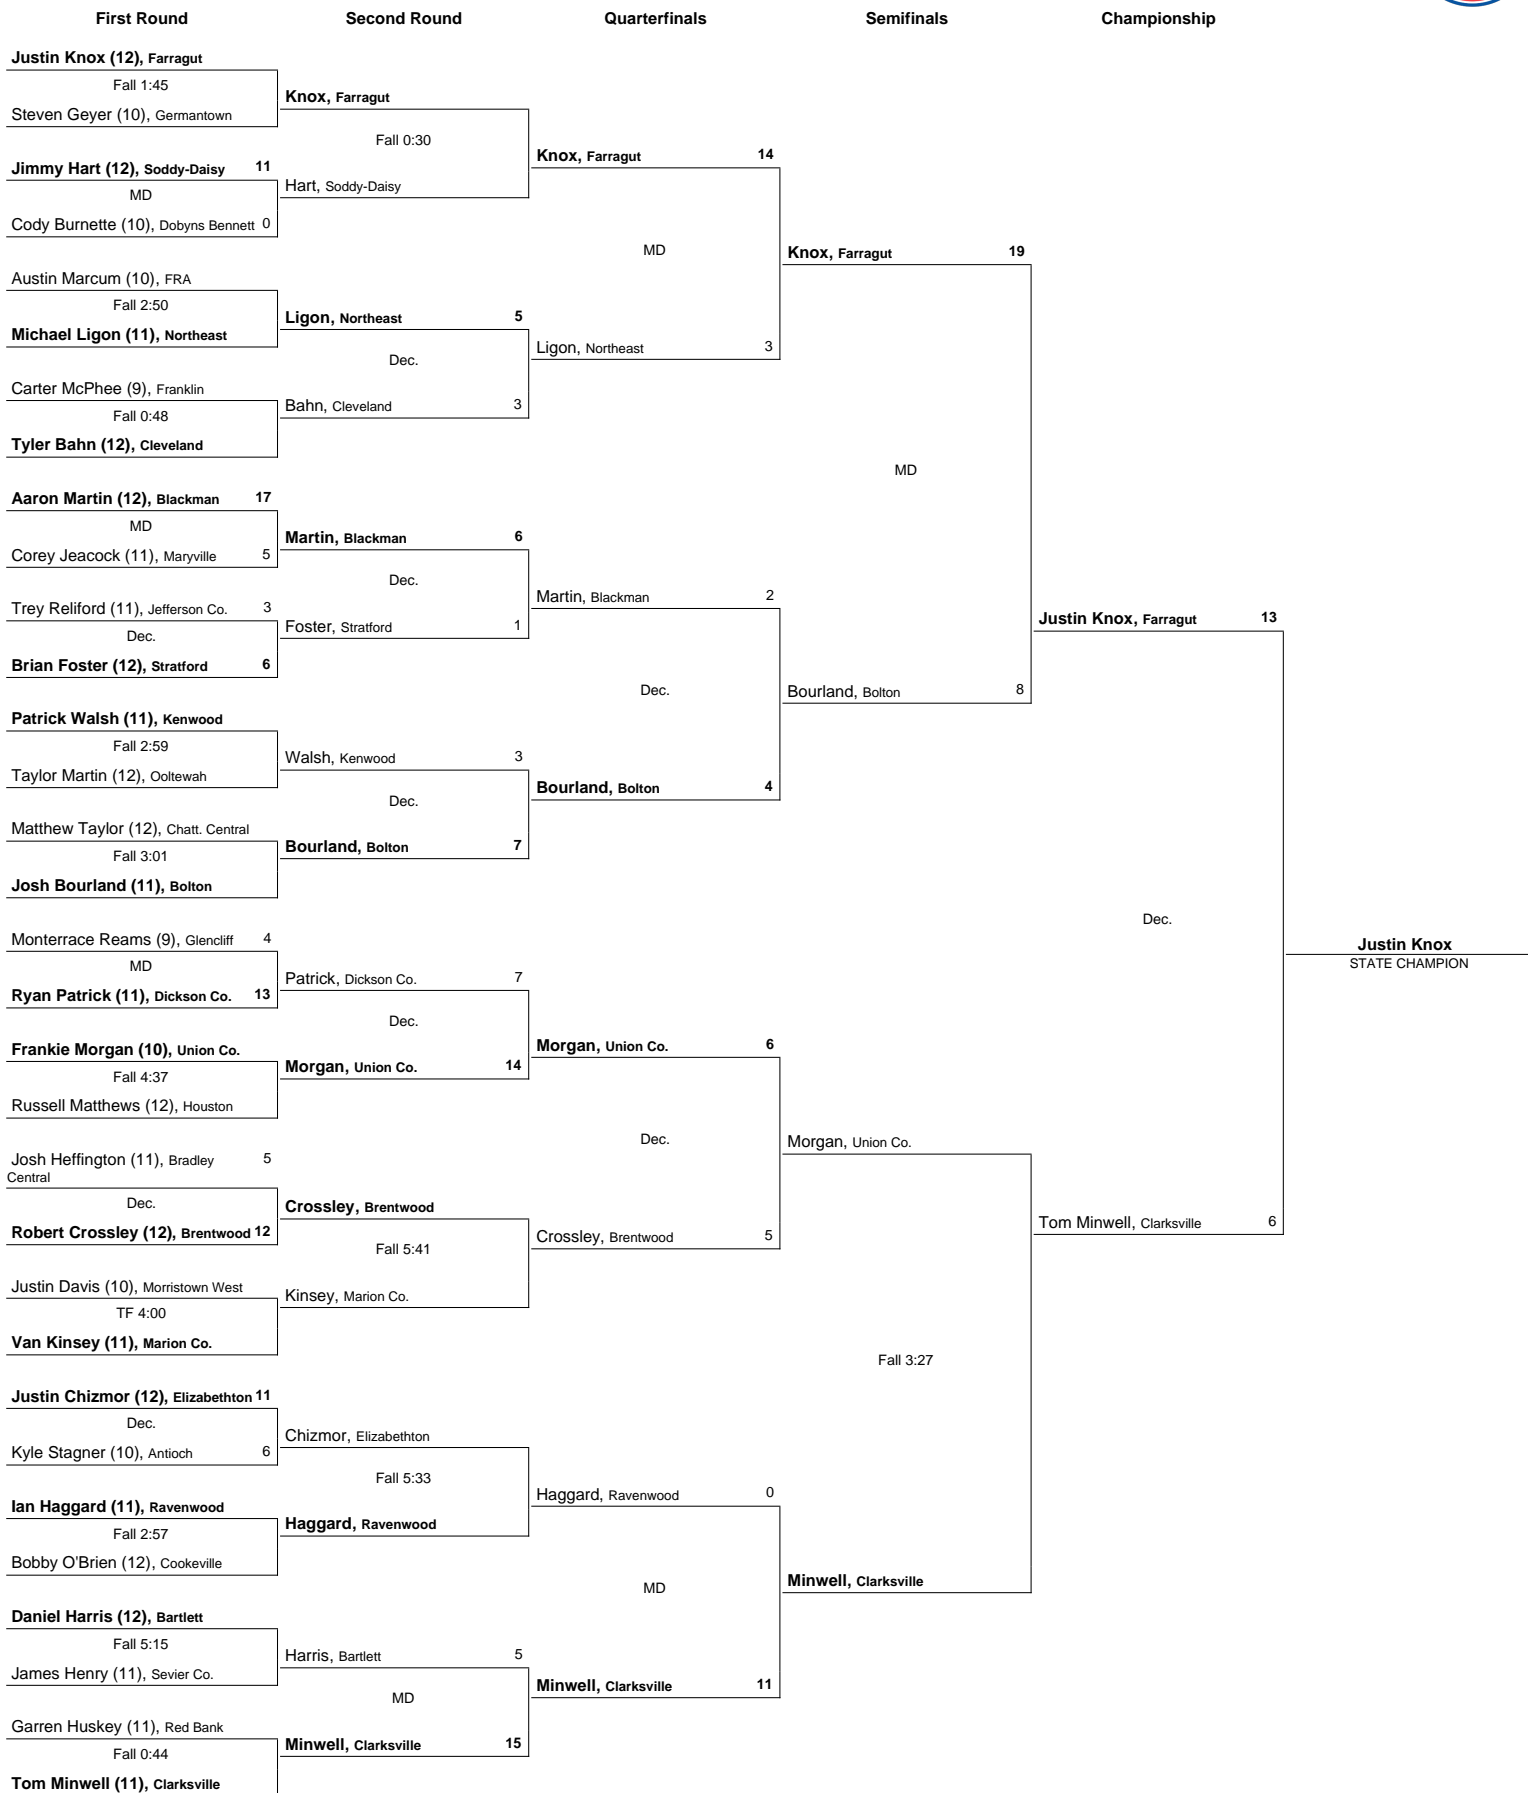 First Round Second Round Quarterfinals Semifinals Championship
Justin Knox (12), Farragut
Fall 1:45
Steven Geyer (10), Germantown
Jimmy Hart (12), Soddy-Daisy 11
MD
Cody Burnette (10), Dobyns Bennett 0
Austin Marcum (10), FRA
Fall 2:50
Michael Ligon (11), Northeast
Carter McPhee (9), Franklin
Fall 0:48
Tyler Bahn (12), Cleveland
Aaron Martin (12), Blackman 17
MD
Corey Jeacock (11), Maryville 5
Trey Reliford (11), Jefferson Co. 3
Dec.
Brian Foster (12), Stratford 6
Patrick Walsh (11), Kenwood
Fall 2:59
Taylor Martin (12), Ooltewah
Matthew Taylor (12), Chatt. Central
Fall 3:01
Josh Bourland (11), Bolton
Monterrace Reams (9), Glencliff 4
MD
Ryan Patrick (11), Dickson Co. 13
Frankie Morgan (10), Union Co.
Fall 4:37
Russell Matthews (12), Houston
Josh Heffington (11), Bradley 5
Central
Dec.
Robert Crossley (12), Brentwood 12
Justin Davis (10), Morristown West
TF 4:00
Van Kinsey (11), Marion Co.
Justin Chizmor (12), Elizabethton 11
Dec.
Kyle Stagner (10), Antioch 6
Ian Haggard (11), Ravenwood
Fall 2:57
Bobby O'Brien (12), Cookeville
Daniel Harris (12), Bartlett
Fall 5:15
James Henry (11), Sevier Co.
Garren Huskey (11), Red Bank
Fall 0:44
Tom Minwell (11), Clarksville
Knox, Farragut
Fall 0:30
Hart, Soddy-Daisy
Ligon, Northeast 5
Dec.
Bahn, Cleveland 3
Martin, Blackman 6
Dec.
Foster, Stratford 1
Walsh, Kenwood 3
Dec.
Bourland, Bolton 7
Patrick, Dickson Co. 7
Dec.
Morgan, Union Co. 14
Crossley, Brentwood
Fall 5:41
Kinsey, Marion Co.
Chizmor, Elizabethton
Fall 5:33
Haggard, Ravenwood
Harris, Bartlett 5
MD
Minwell, Clarksville 15
Knox, Farragut 14
MD
Ligon, Northeast 3
Martin, Blackman 2
Dec.
Bourland, Bolton 4
Morgan, Union Co. 6
Dec.
Crossley, Brentwood 5
Haggard, Ravenwood 0
MD
Minwell, Clarksville 11
Knox, Farragut 19
MD
Bourland, Bolton 8
Morgan, Union Co.
Fall 3:27
Minwell, Clarksville
Justin Knox, Farragut 13
Dec.
Tom Minwell, Clarksville 6
Justin Knox
STATE CHAMPION